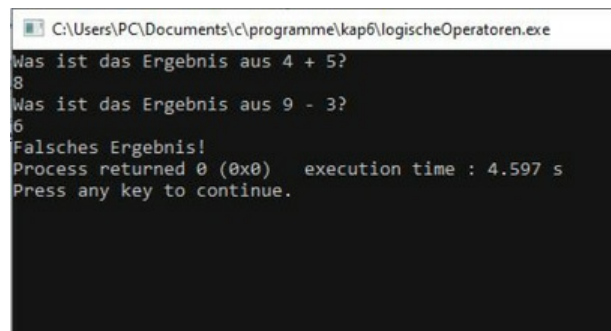 C:\Users\PC\Documents\c\programme\kap6\logischeOperatoren.exe
Was ist das Ergebnis aus 4 + 5?
8
Was ist das Ergebnis aus 9 - 3?
6
Falsches Ergebnis!
Process returned 0 (0x0)   execution time : 4.597 s
Press any key to continue.